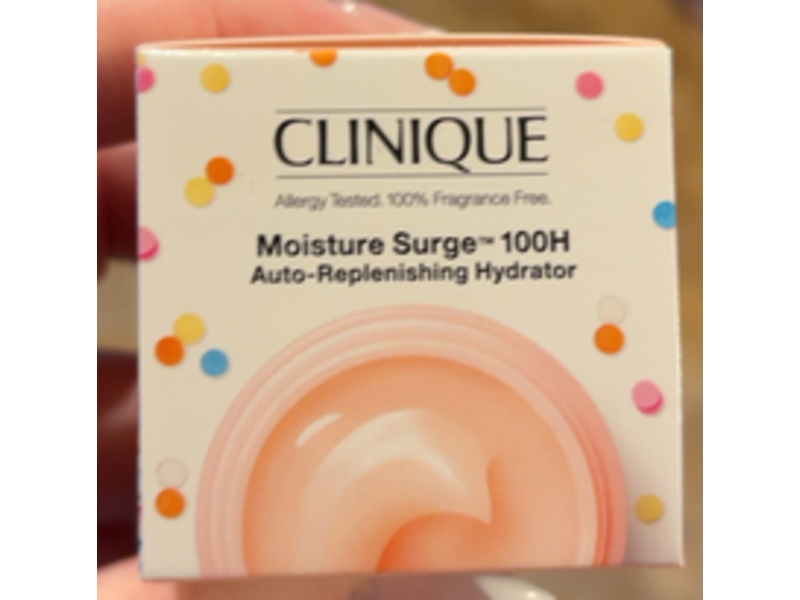 CLINIQUE
Allergy Tested. 100% Fragrance Free.
Moisture Surge™ 100H
Auto-Replenishing Hydrator